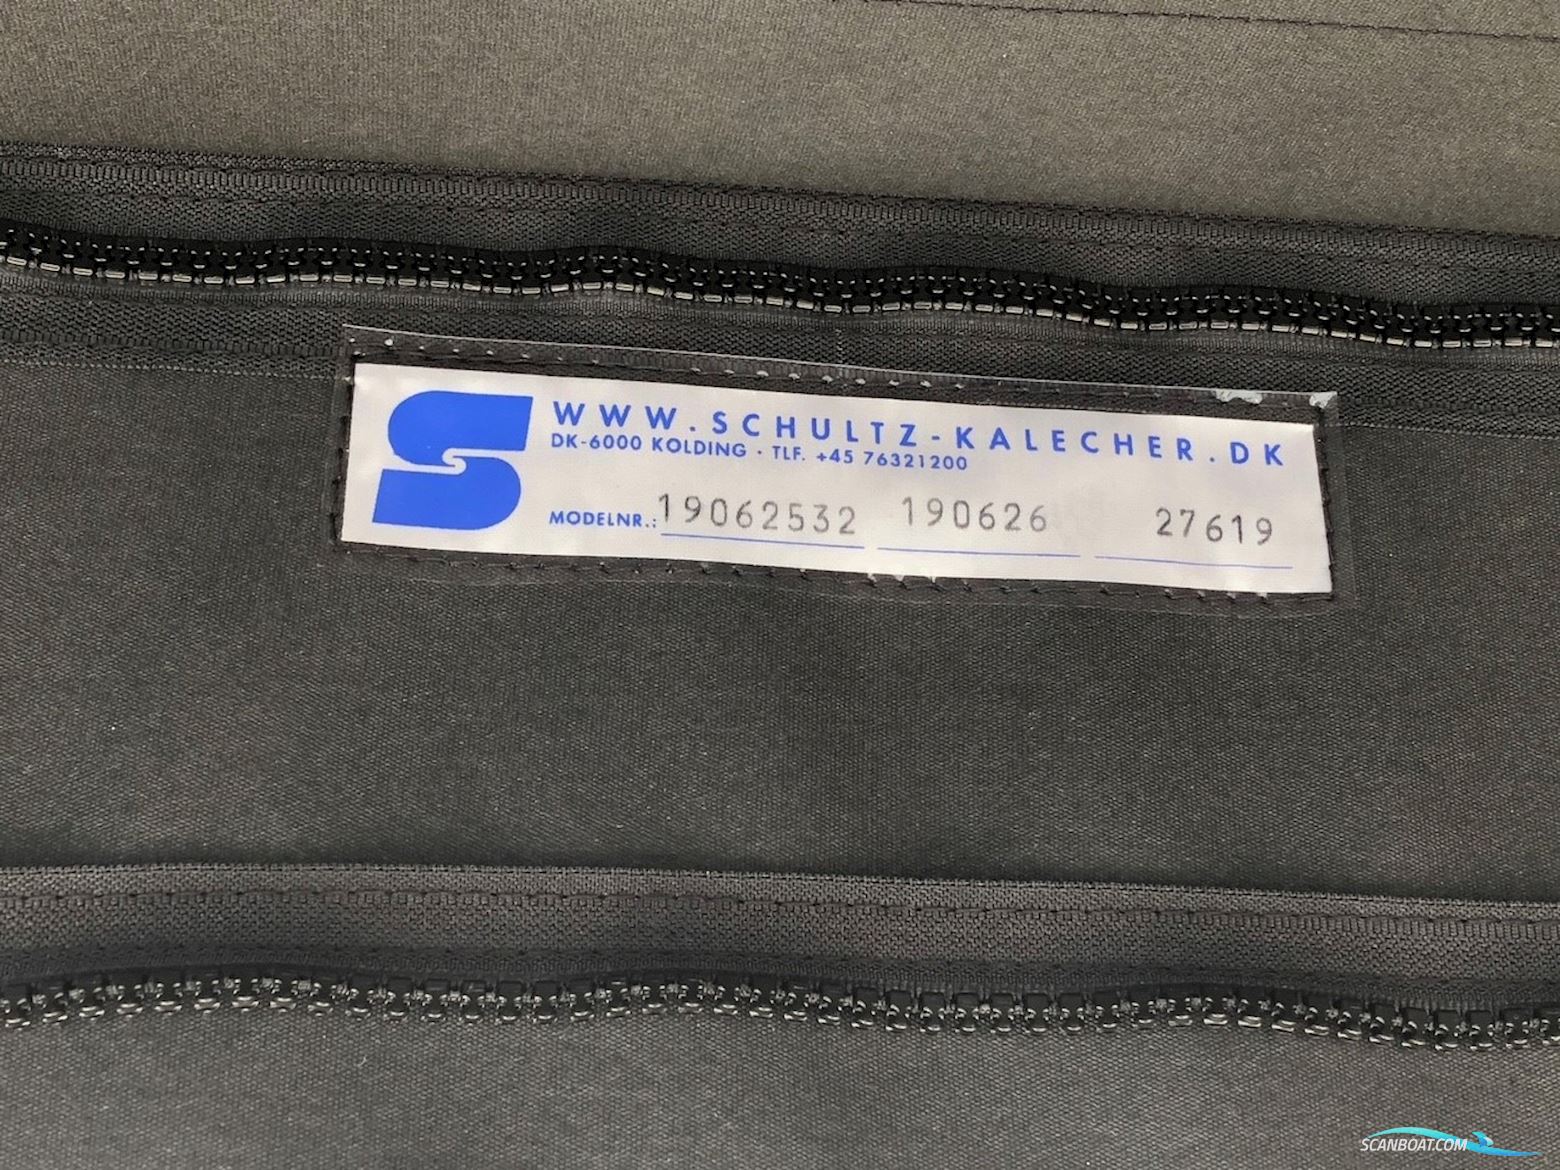 WWW.SCHULTZ-KALECHER.DK
DK-6000 KOLDING · TLF. +45 76321200
MODELNR.: 19062532 190626 27619
SCANBOAT.COM